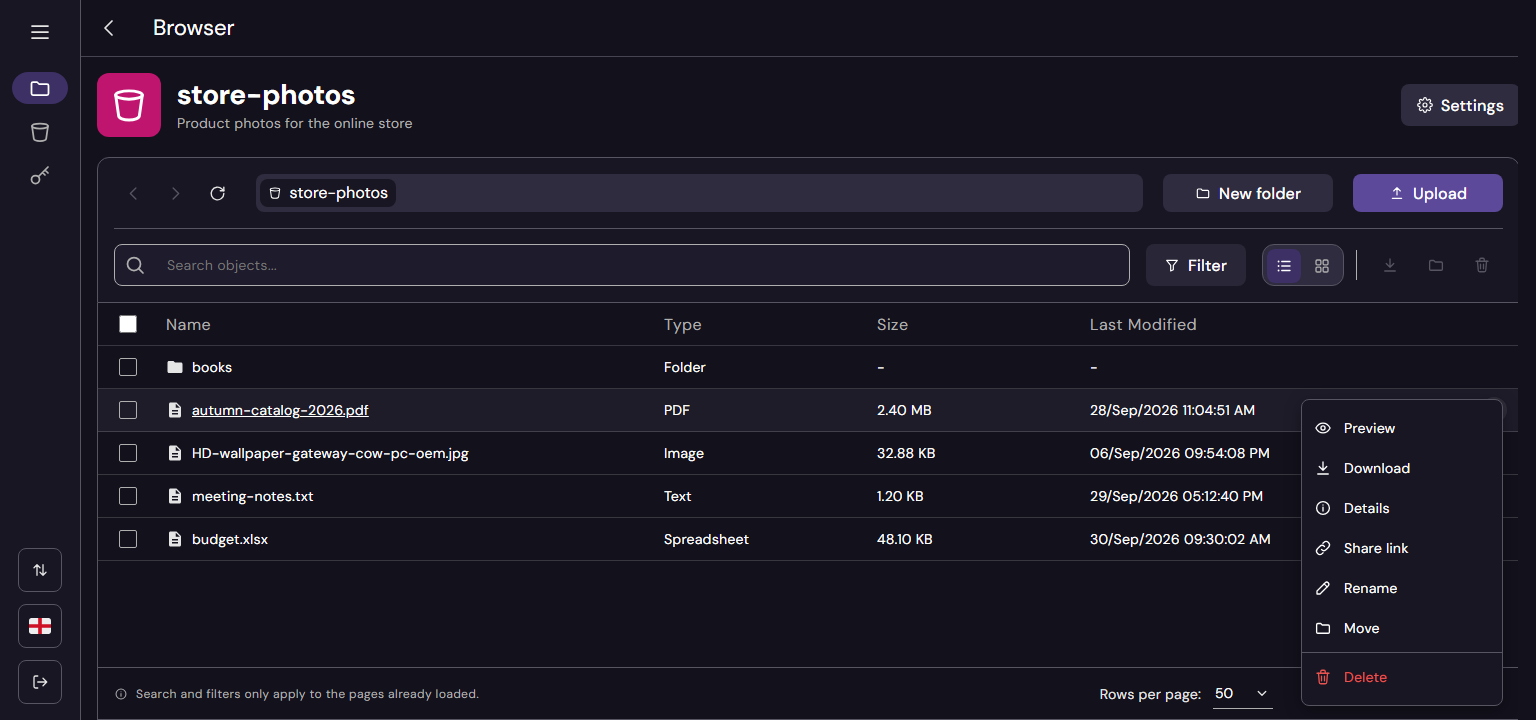 Browser
store-photos
Product photos for the online store
Settings
store-photos
New folder
Upload
Search objects...
Filter
Name Type Size Last Modified
books Folder - -
autumn-catalog-2026.pdf PDF 2.40 MB 28/Sep/2026 11:04:51 AM
HD-wallpaper-gateway-cow-pc-oem.jpg Image 32.88 KB 06/Sep/2026 09:54:08 PM
meeting-notes.txt Text 1.20 KB 29/Sep/2026 05:12:40 PM
budget.xlsx Spreadsheet 48.10 KB 30/Sep/2026 09:30:02 AM
Preview
Download
Details
Share link
Rename
Move
Delete
Search and filters only apply to the pages already loaded.
Rows per page: 50